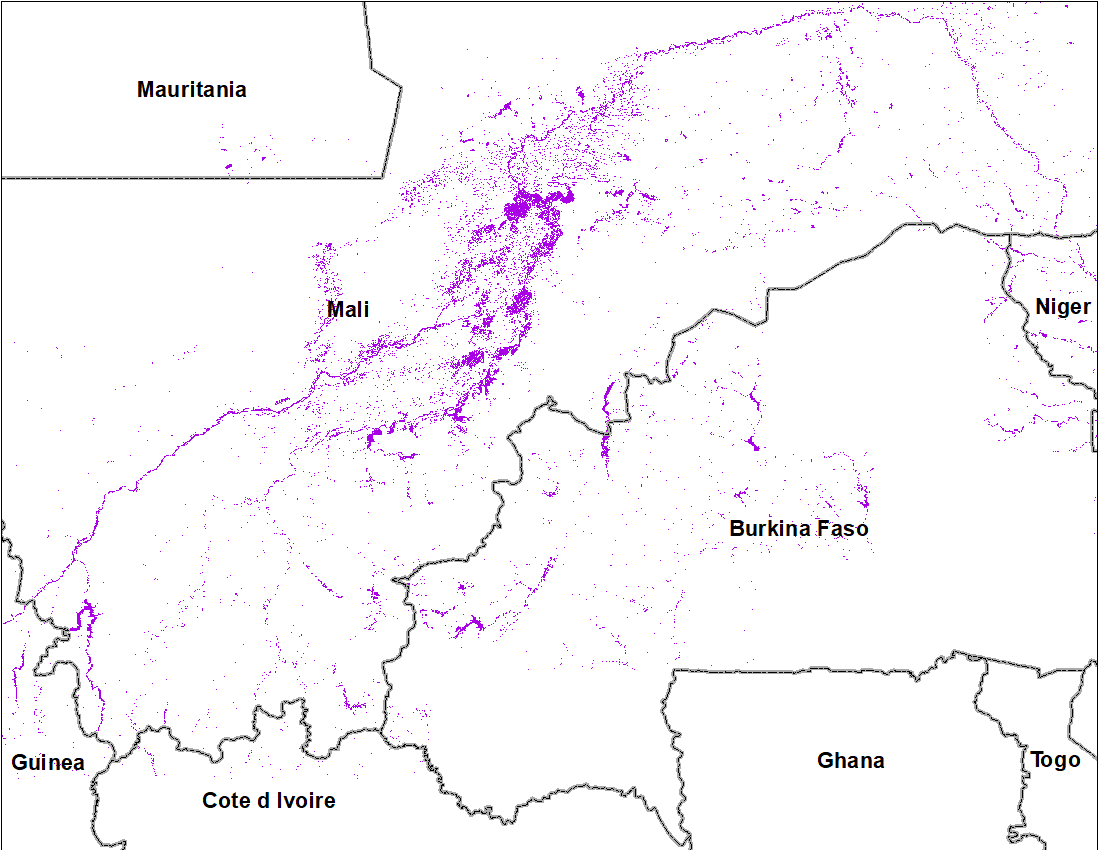 Mauritania
Mali
Niger
Burkina Faso
Guinea
Cote d Ivoire
Ghana
Togo